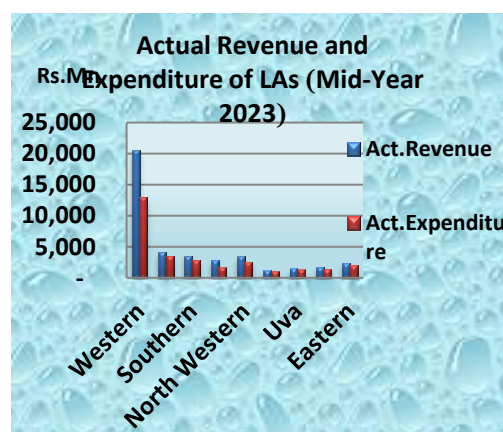 Actual Revenue and
Rs.Mn
Expenditure of LAs (Mid-Year
2023)
25,000
20,000
15,000
10,000
5,000
-
Act.Revenue
Act.Expenditu
re
Western
Southern
North Western
Uva
Eastern